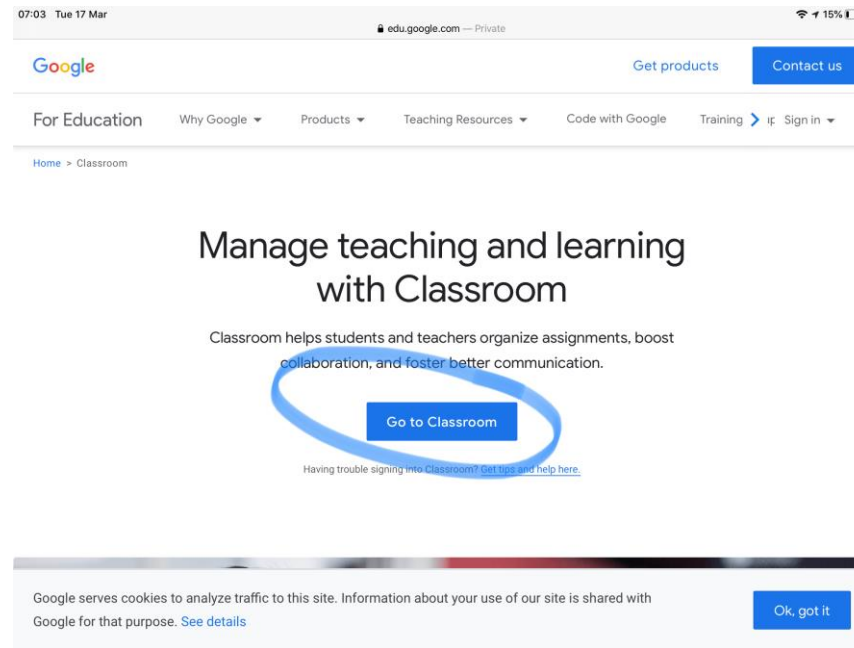 07:03 Tue 17 Mar
edu.google.com — Private
15%
Google
Get products
Contact us
For Education
Why Google
Products
Teaching Resources
Code with Google
Training
Sign in
Home > Classroom
Manage teaching and learning
with Classroom
Classroom helps students and teachers organize assignments, boost
collaboration, and foster better communication.
Go to Classroom
Having trouble signing into Classroom? Get tips and help here.
Google serves cookies to analyze traffic to this site. Information about your use of our site is shared with
Google for that purpose. See details
Ok, got it